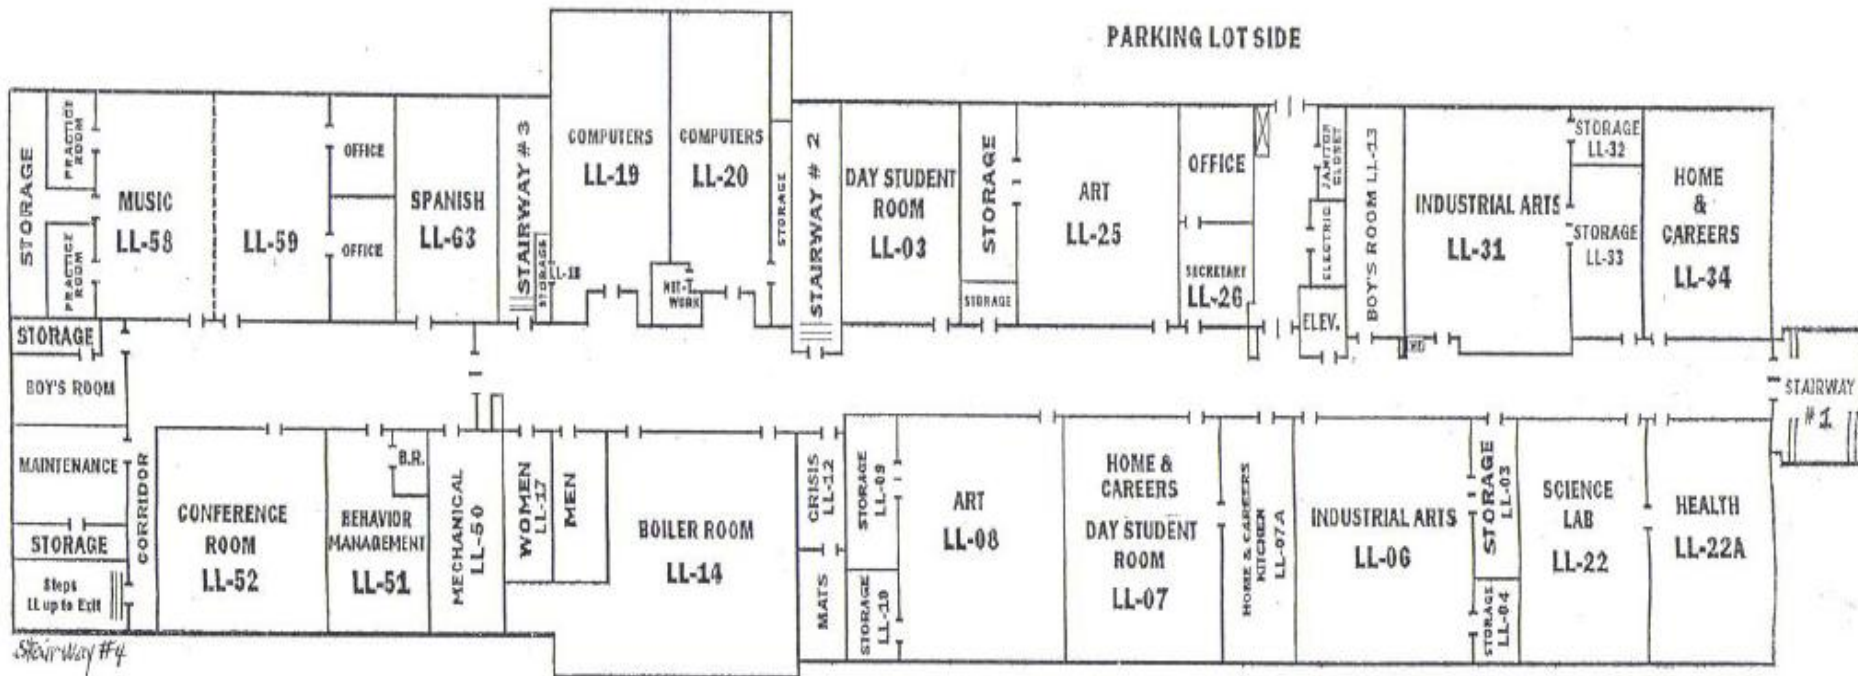 PARKING LOT SIDE
STORAGE
PRACTICE
ROOM
PRACTICE
ROOM
MUSIC
LL-58
LL-59
OFFICE
OFFICE
SPANISH
LL-63
STAIRWAY # 3
STORAGE
LL-18
COMPUTERS
LL-19
COMPUTERS
LL-20
NET-
WORK
STORAGE
STAIRWAY # 2
DAY STUDENT
ROOM
LL-03
STORAGE
STORAGE
ART
LL-25
OFFICE
SECRETARY
LL-26
JANITOR
CLOSET
ELECTRIC
ELEV.
BOY'S ROOM LL-13
INDUSTRIAL ARTS
LL-31
STORAGE
LL-32
STORAGE
LL-33
HOME
&
CAREERS
LL-34
STAIRWAY
#1
STORAGE
BOY'S ROOM
MAINTENANCE
STORAGE
Steps
LL up to Exit
Stairway #4
CORRIDOR
CONFERENCE
ROOM
LL-52
BEHAVIOR
MANAGEMENT
LL-51
B.R.
MECHANICAL
LL-50
WOMEN
LL-17
MEN
BOILER ROOM
LL-14
CRISIS
LL-12
MATS
STORAGE
LL-09
STORAGE
LL-10
ART
LL-08
HOME &
CAREERS
DAY STUDENT
ROOM
LL-07
HOME & CAREERS
KITCHEN
LL-07A
INDUSTRIAL ARTS
LL-06
STORAGE
LL-03
STORAGE
LL-04
SCIENCE
LAB
LL-22
HEALTH
LL-22A